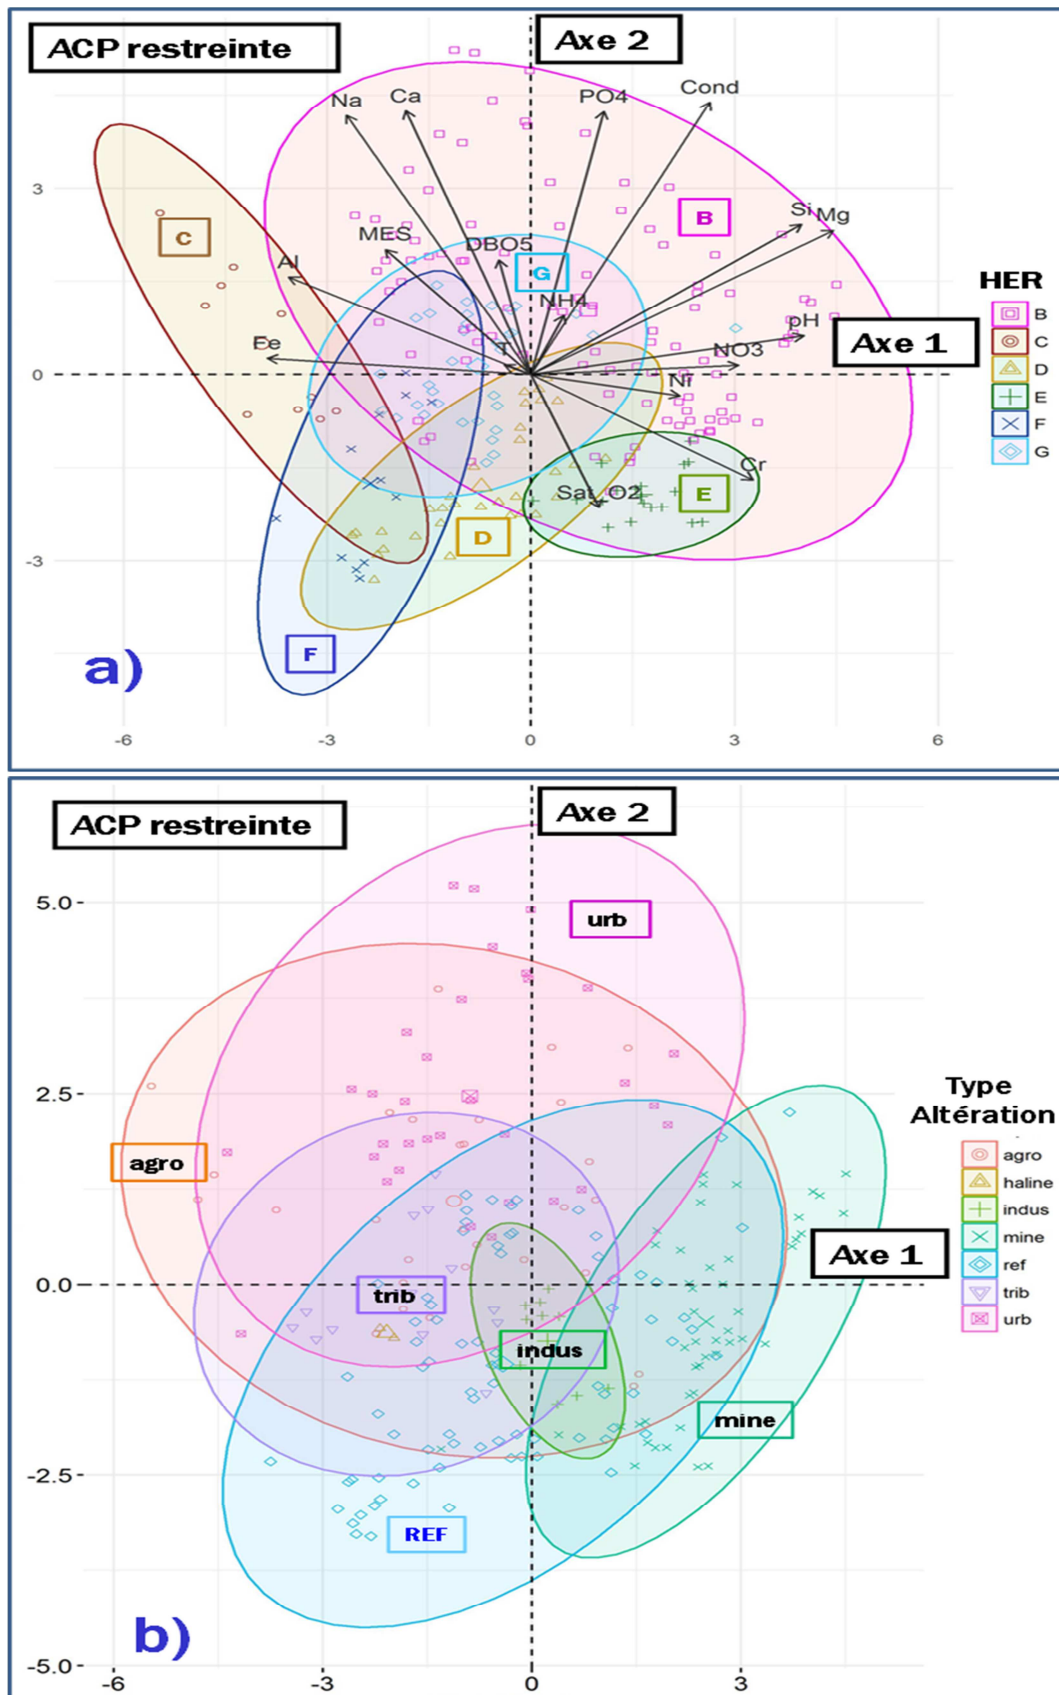 ACP restreinte
Axe 2
Na
Ca
PO4
Cond
3
B
Si
Mg
C
MES
DBO5
G
Al
NH4
HER
pH
B
Fe
T
NO3
Axe 1
C
0
Ni
D
E
F
Cr
G
Sat_O2
E
D
-3
F
a)
-6
-3
0
3
6
ACP restreinte
Axe 2
5.0
urb
2.5
Type
Altération
agro
agro
haline
indus
mine
Axe 1
ref
0.0
trib
trib
urb
indus
mine
-2.5
REF
b)
-5.0
-6
-3
0
3